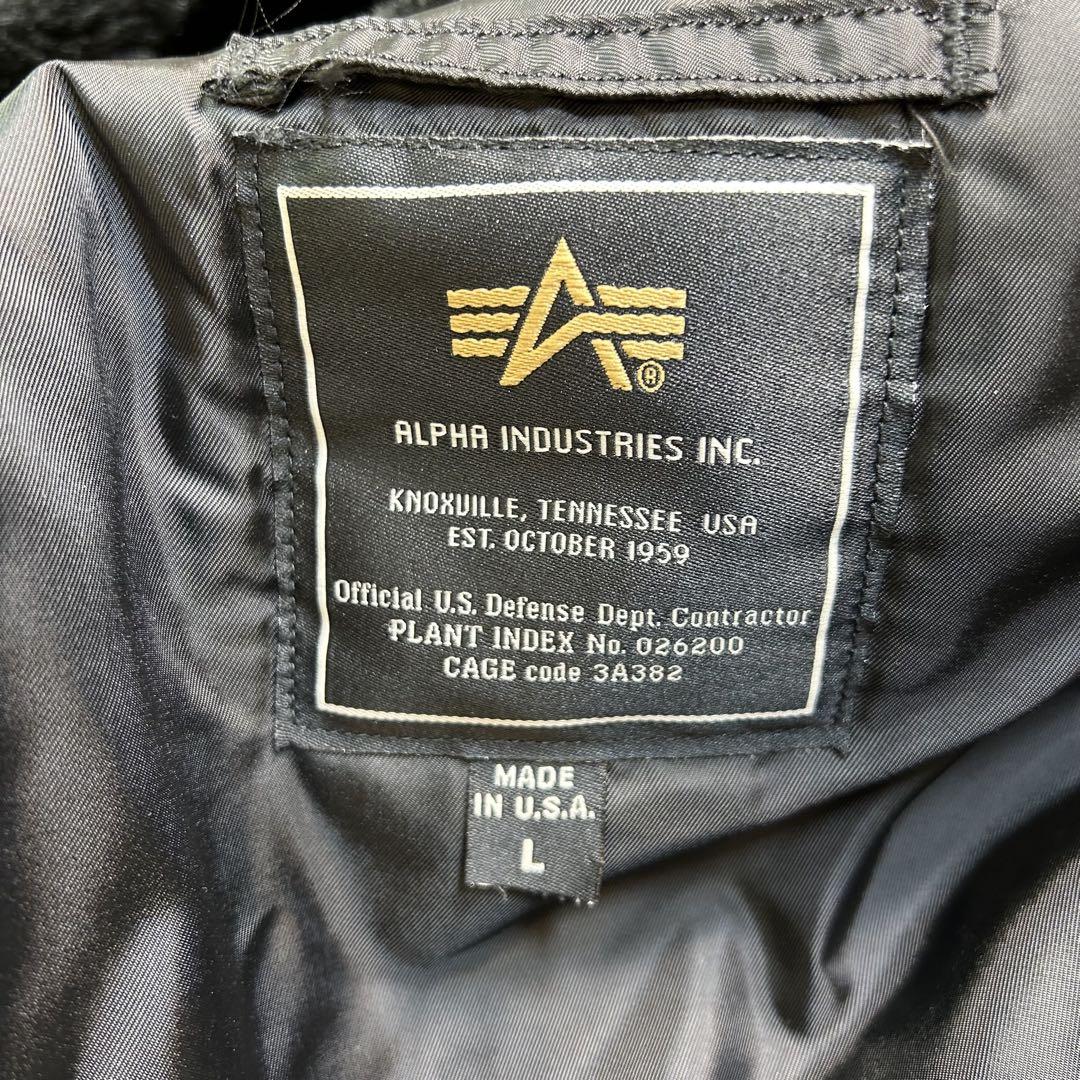 ®
ALPHA INDUSTRIES INC.
KNOXVILLE, TENNESSEE USA
EST. OCTOBER 1959
Official U.S. Defense Dept. Contractor
PLANT INDEX No. 026200
CAGE code 3A382
MADE
IN U.S.A.
L